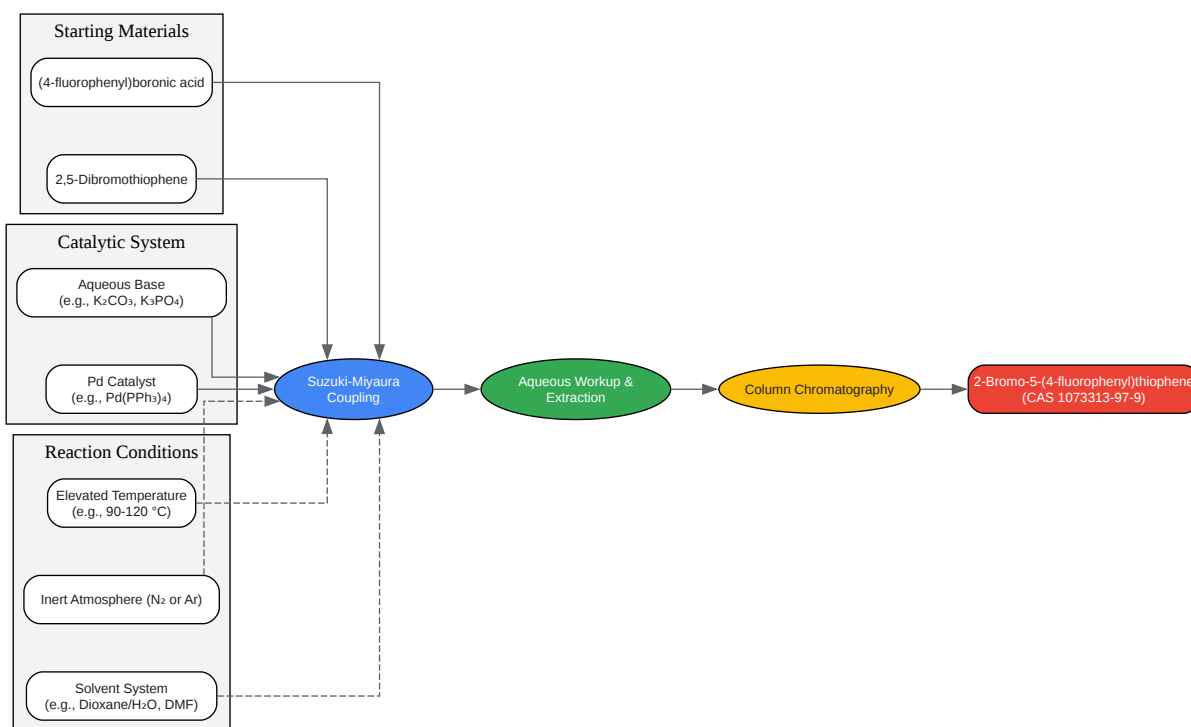 Starting Materials
(4-fluorophenyl)boronic acid
2,5-Dibromothiophene
Catalytic System
Aqueous Base
(e.g., K₂CO₃, K₃PO₄)
Pd Catalyst
(e.g., Pd(PPh₃)₄)
Reaction Conditions
Elevated Temperature
(e.g., 90-120 °C)
Inert Atmosphere (N₂ or Ar)
Solvent System
(e.g., Dioxane/H₂O, DMF)
Suzuki-Miyaura
Coupling
Aqueous Workup &
Extraction
Column Chromatography
2-Bromo-5-(4-fluorophenyl)thiophene
(CAS 1073313-97-9)